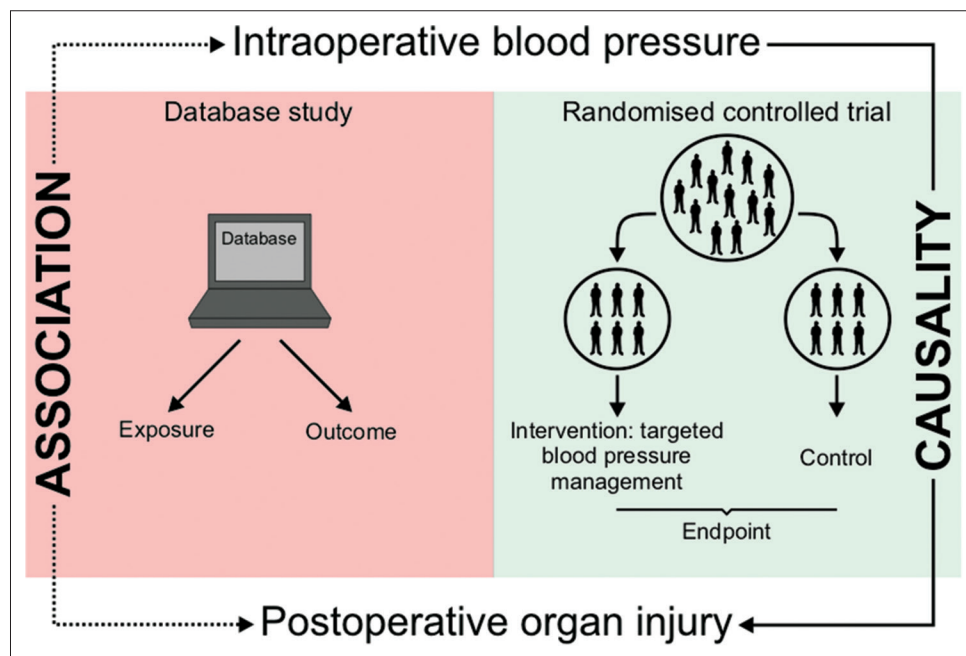 Intraoperative blood pressure
ASSOCIATION
Database study
Database
Exposure
Outcome
Randomised controlled trial
Intervention: targeted
blood pressure
management
Control
Endpoint
CAUSALITY
Postoperative organ injury